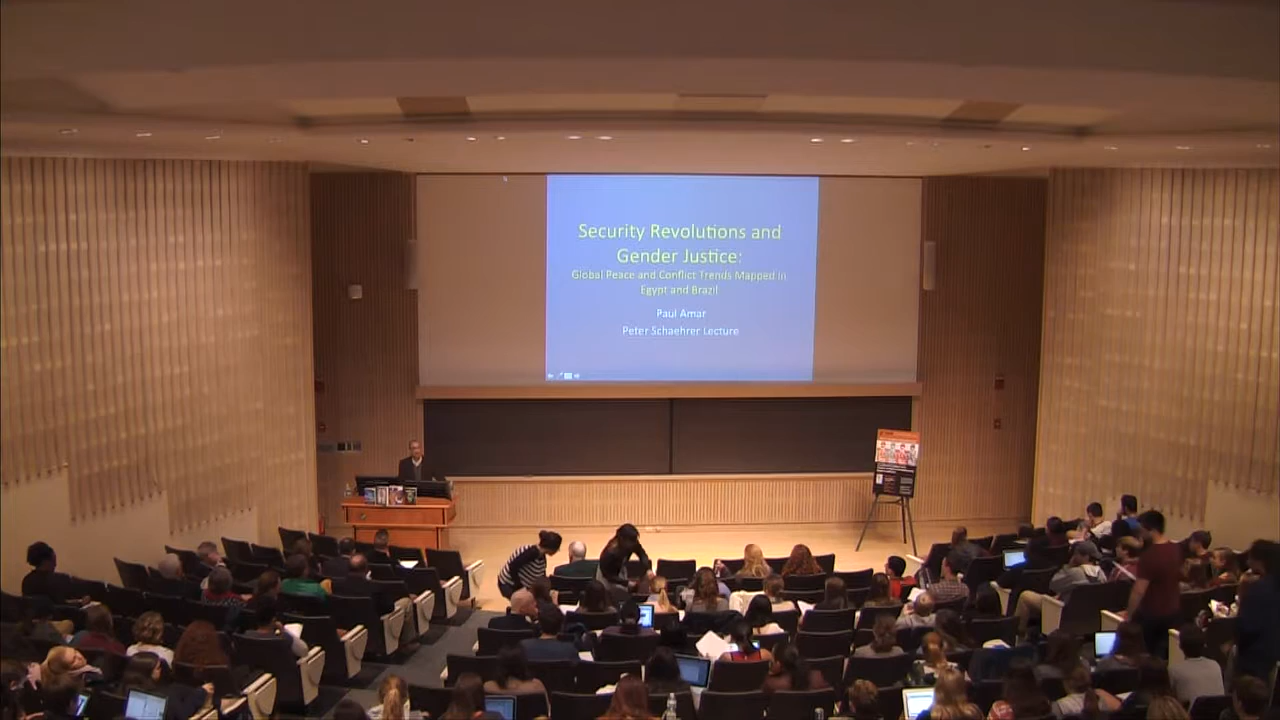 Security Revolutions and
Gender Justice:
Global Peace and Conflict Trends Mapped in
Egypt and Brazil
Paul Amar
Peter Schaehrer Lecture